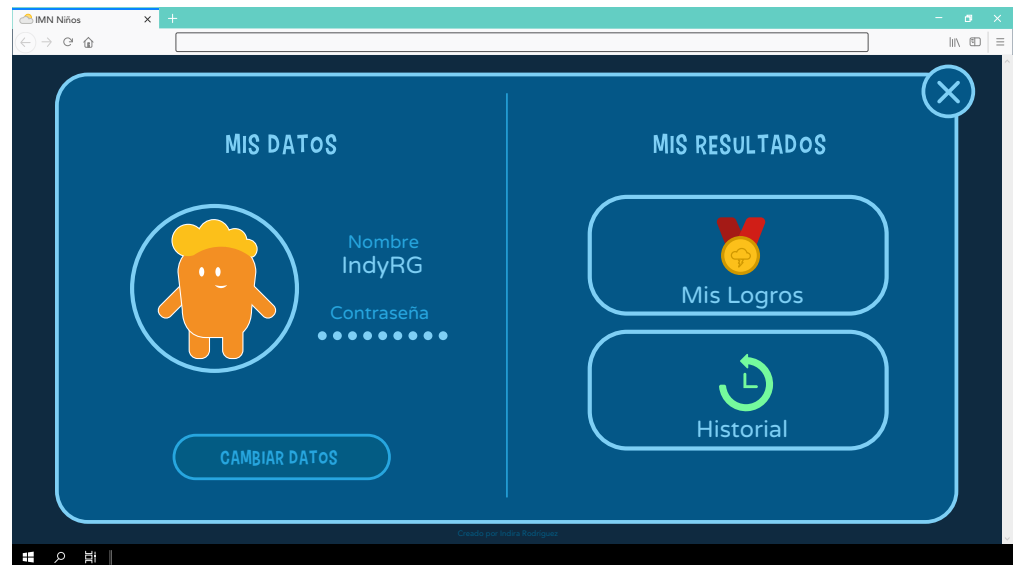 IMN Niños
MIS DATOS
Nombre
IndyRG
Contraseña
CAMBIAR DATOS
MIS RESULTADOS
Mis Logros
Historial
Creado por Indira Rodríguez